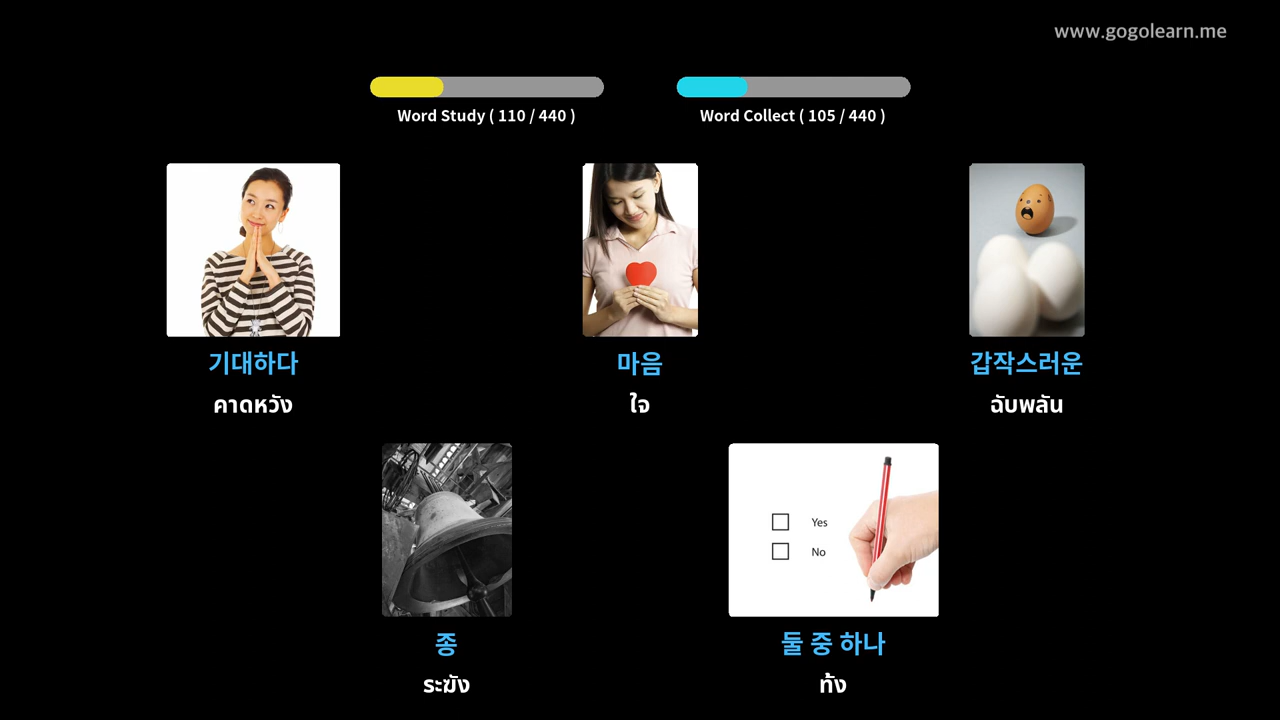 www.gogolearn.me
Word Study ( 110 / 440 )
Word Collect ( 105 / 440 )
기대하다
마음
갑작스러운
คาดหวัง
ใจ
ฉับพลัน
Yes
No
종
둘 중 하나
ระฆัง
ทั้ง